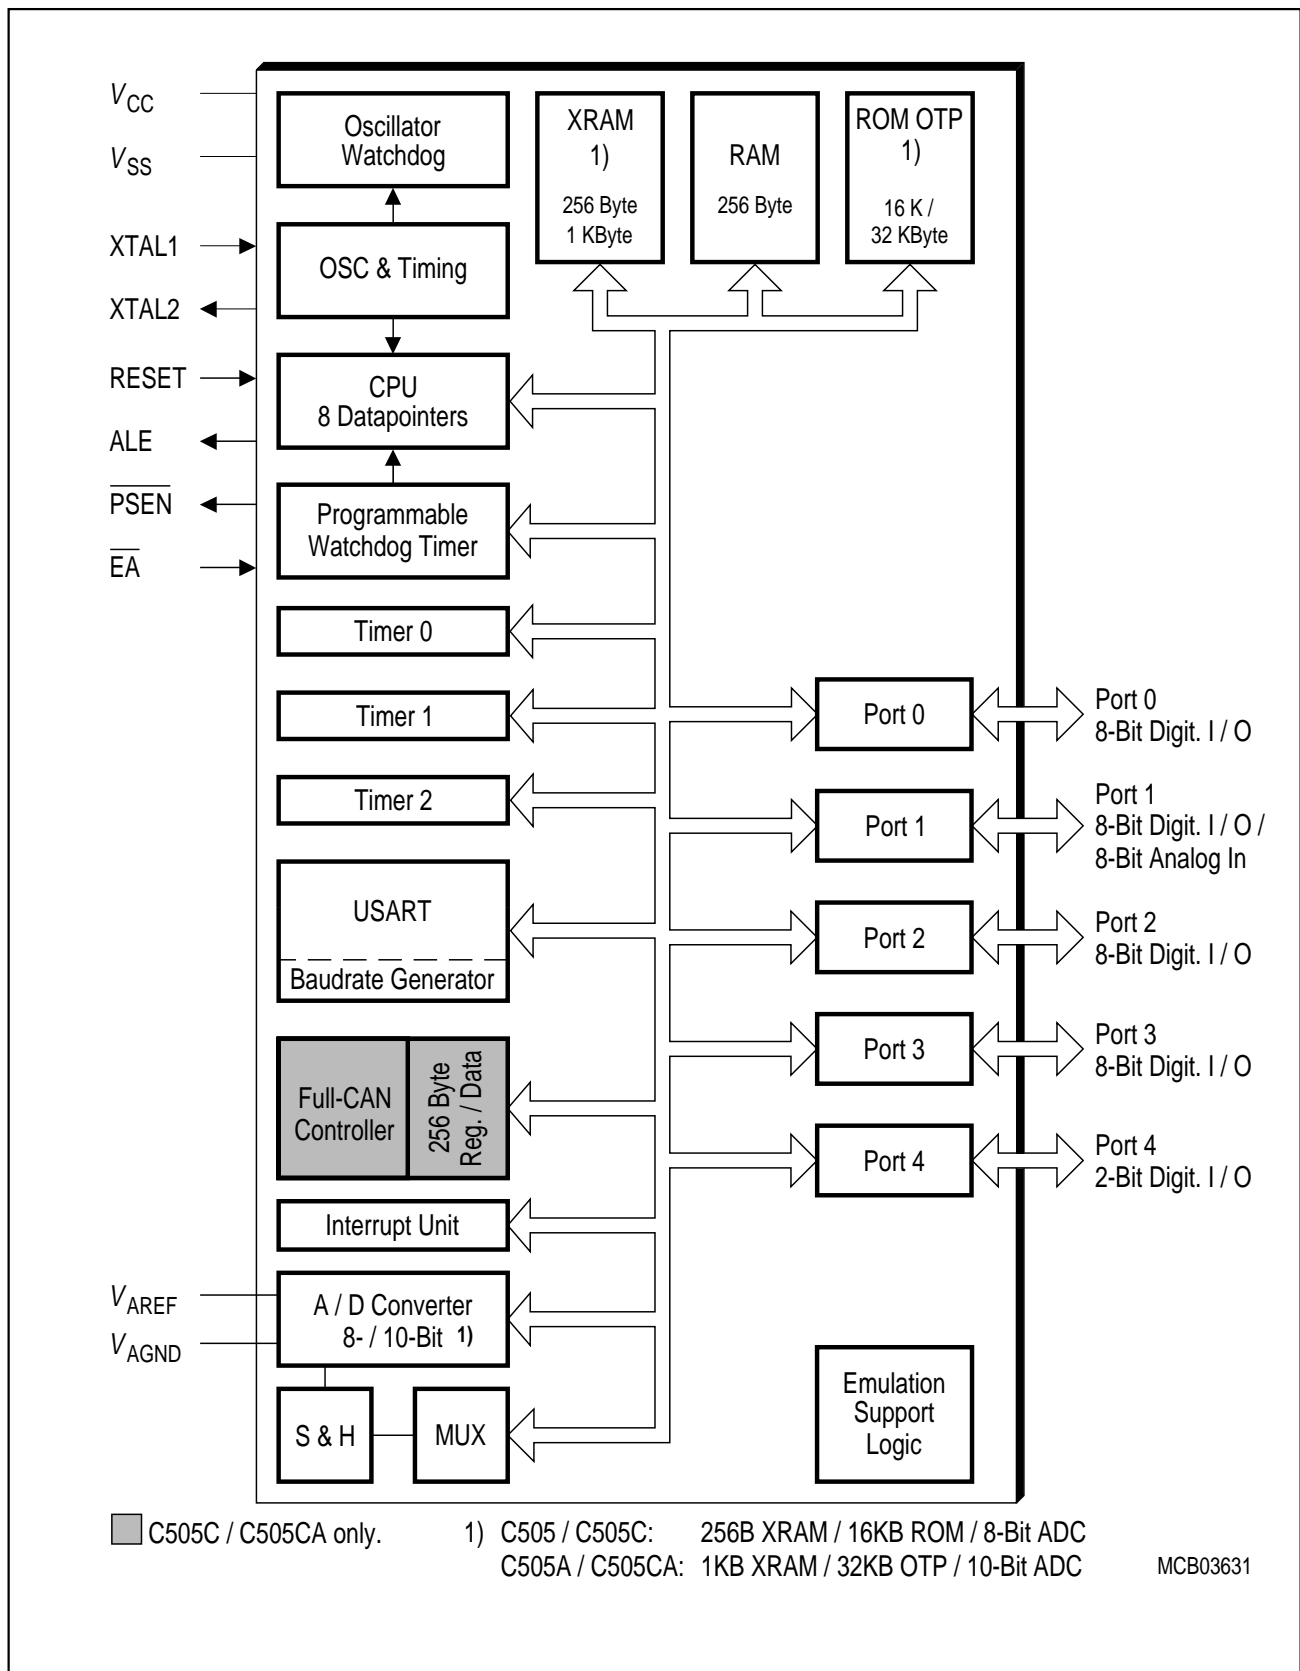 VCC
VSS
XTAL1
XTAL2
RESET
ALE
PSEN
EA
Oscillator
Watchdog
OSC & Timing
CPU
8 Datapointers
Programmable
Watchdog Timer
Timer 0
Timer 1
Timer 2
USART
Baudrate Generator
Full-CAN
Controller
256 Byte
Reg. / Data
Interrupt Unit
VAREF
VAGND
A / D Converter
8- / 10-Bit 1)
S & H
MUX
XRAM
1)
256 Byte
1 KByte
RAM
256 Byte
ROM OTP
1)
16 K /
32 KByte
Port 0
Port 0
8-Bit Digit. I / O
Port 1
Port 1
8-Bit Digit. I / O /
8-Bit Analog In
Port 2
Port 2
8-Bit Digit. I / O
Port 3
Port 3
8-Bit Digit. I / O
Port 4
Port 4
2-Bit Digit. I / O
Emulation
Support
Logic
C505C / C505CA only.
1) C505 / C505C: 256B XRAM / 16KB ROM / 8-Bit ADC
C505A / C505CA: 1KB XRAM / 32KB OTP / 10-Bit ADC
MCB03631